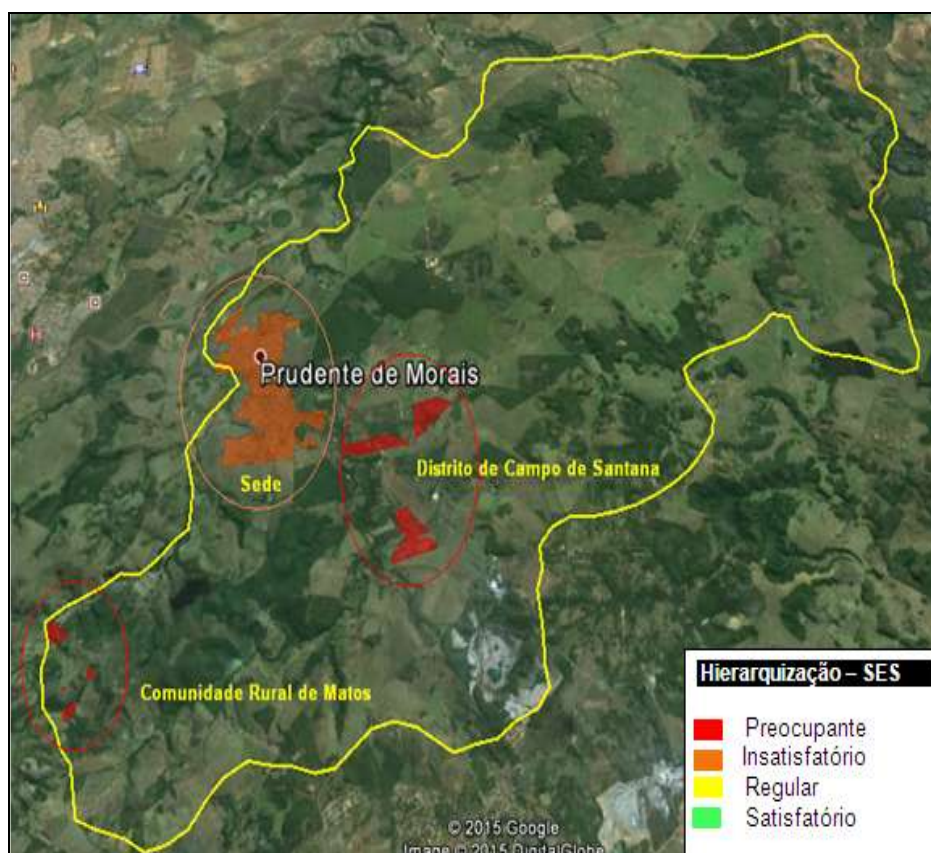 Prudente de Morais
Distrito de Campo de Santana
Sede
Comunidade Rural de Matos
Hierarquização – SES
Preocupante
Insatisfatório
Regular
Satisfatório
© 2015 Google
Image © 2015 DigitalGlobe